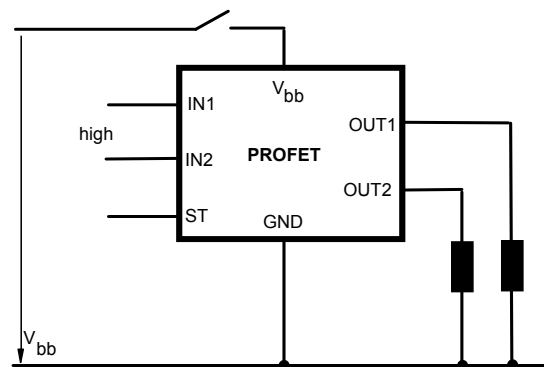 Vbb
IN1
OUT1
high
IN2
PROFET
OUT2
ST
GND
Vbb